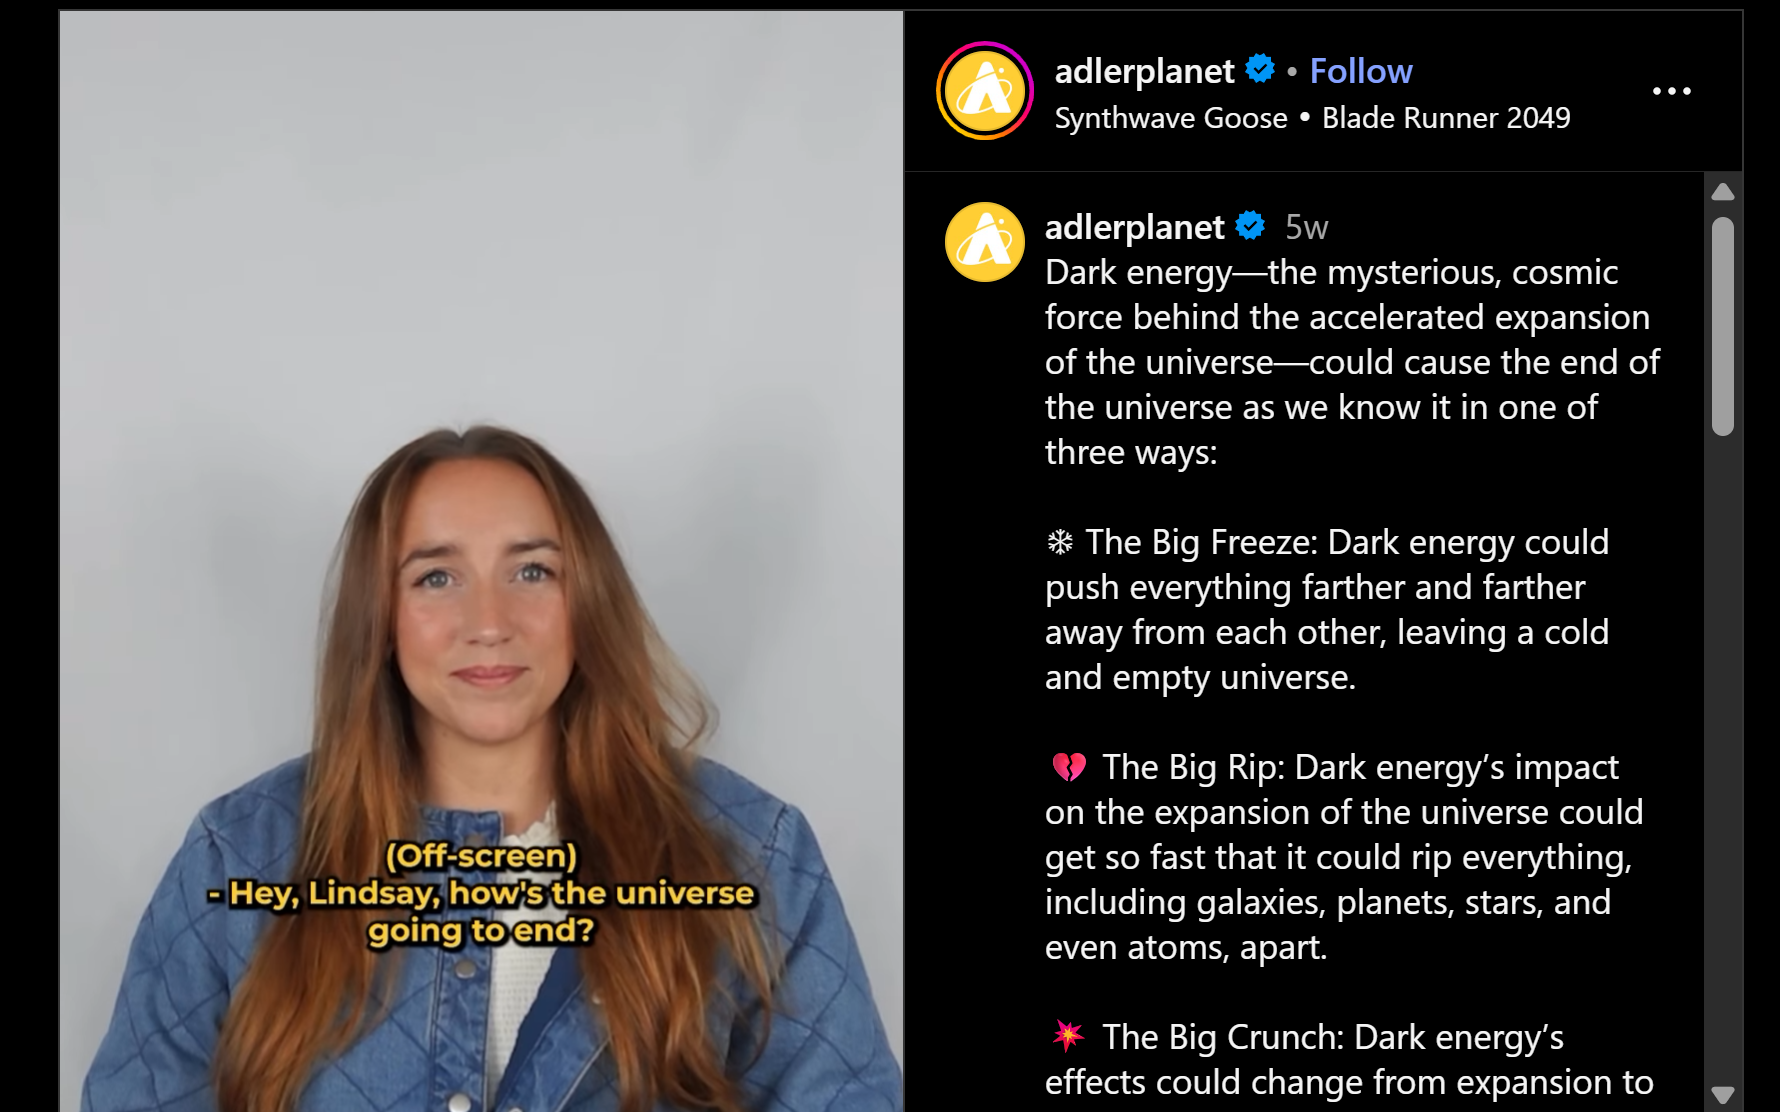 (Off-screen)
- Hey, Lindsay, how's the universe
going to end?
adlerplanet • Follow
Synthwave Goose • Blade Runner 2049
adlerplanet 5w
Dark energy—the mysterious, cosmic
force behind the accelerated expansion
of the universe—could cause the end of
the universe as we know it in one of
three ways:
❄ The Big Freeze: Dark energy could
push everything farther and farther
away from each other, leaving a cold
and empty universe.
💔 The Big Rip: Dark energy’s impact
on the expansion of the universe could
get so fast that it could rip everything,
including galaxies, planets, stars, and
even atoms, apart.
💥 The Big Crunch: Dark energy’s
effects could change from expansion to